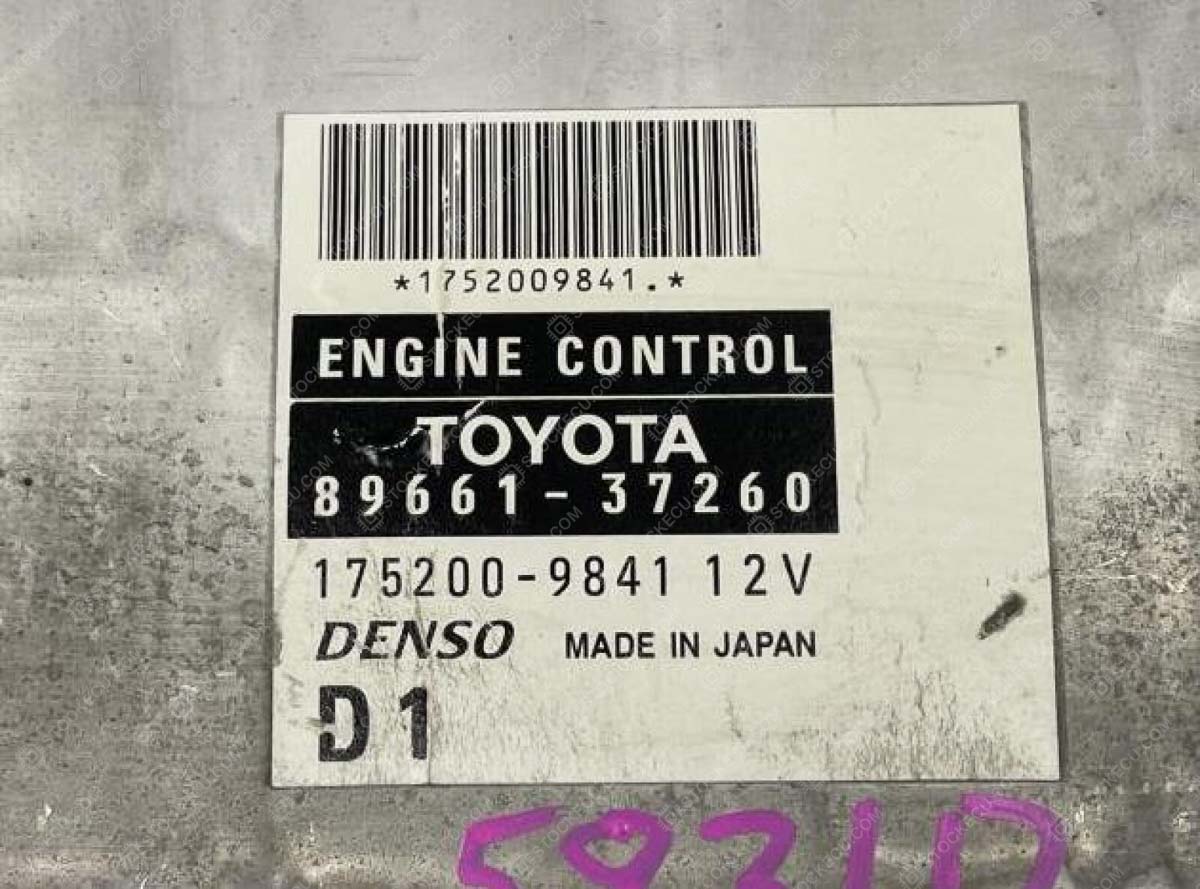 *1752009841.*
ENGINE CONTROL
TOYOTA
89661-37260
175200-9841 12V
DENSO MADE IN JAPAN
D1